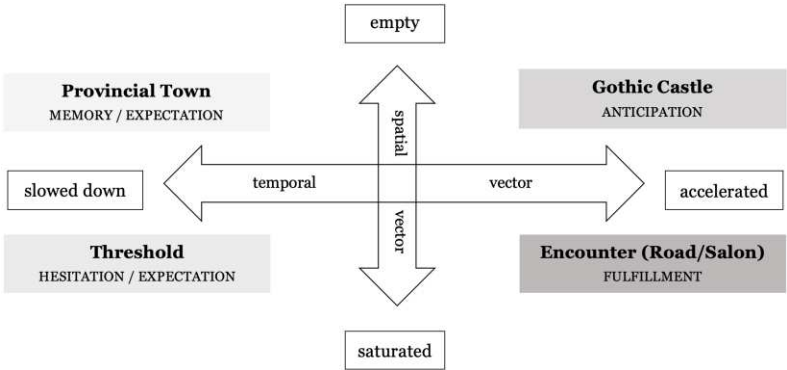 empty
Provincial Town
MEMORY / EXPECTATION
Gothic Castle
ANTICIPATION
spatial
slowed down
temporal
vector
accelerated
vector
Threshold
HESITATION / EXPECTATION
Encounter (Road/Salon)
FULFILLMENT
saturated